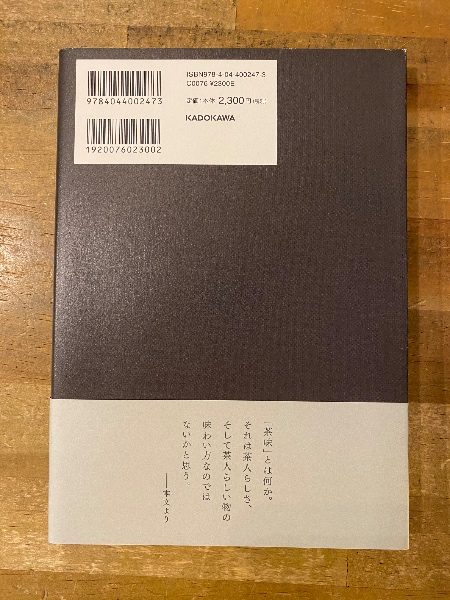 ISBN978-4-04-400247-3
C0076 ¥2300E
定価:本体2,300円(税別)
KADOKAWA
9784044002473
1920076023002
「茶味」とは何か。
それは茶人らしさ、
そして茶人らしい物の
味わい方なのでは
ないかと思う
――本文より